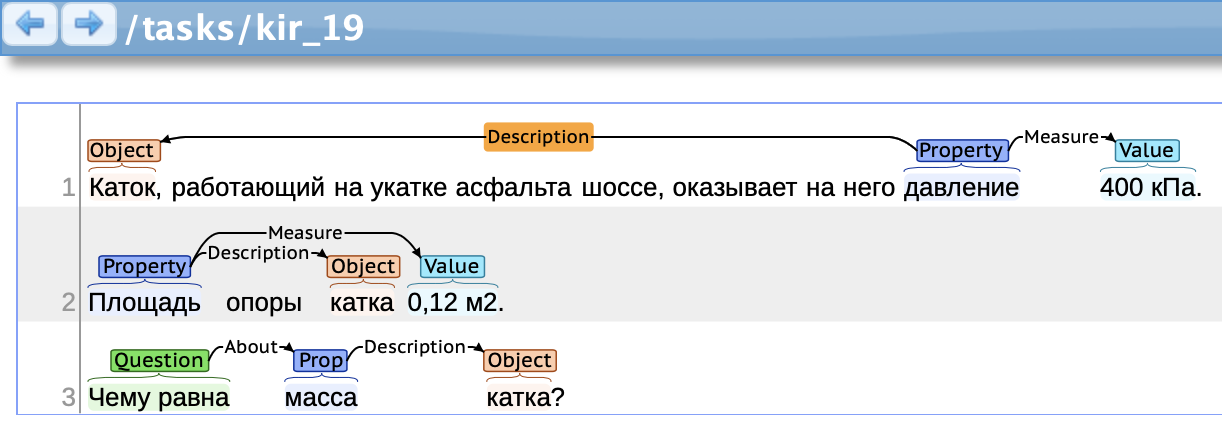 /tasks/kir_19
Description
Object Property Measure Value
1 Каток, работающий на укатке асфальта шоссе, оказывает на него давление 400 кПа.
Measure
Description
Property Object Value
2 Площадь опоры катка 0,12 м2.
About Description
Question Prop Object
3 Чему равна масса катка?